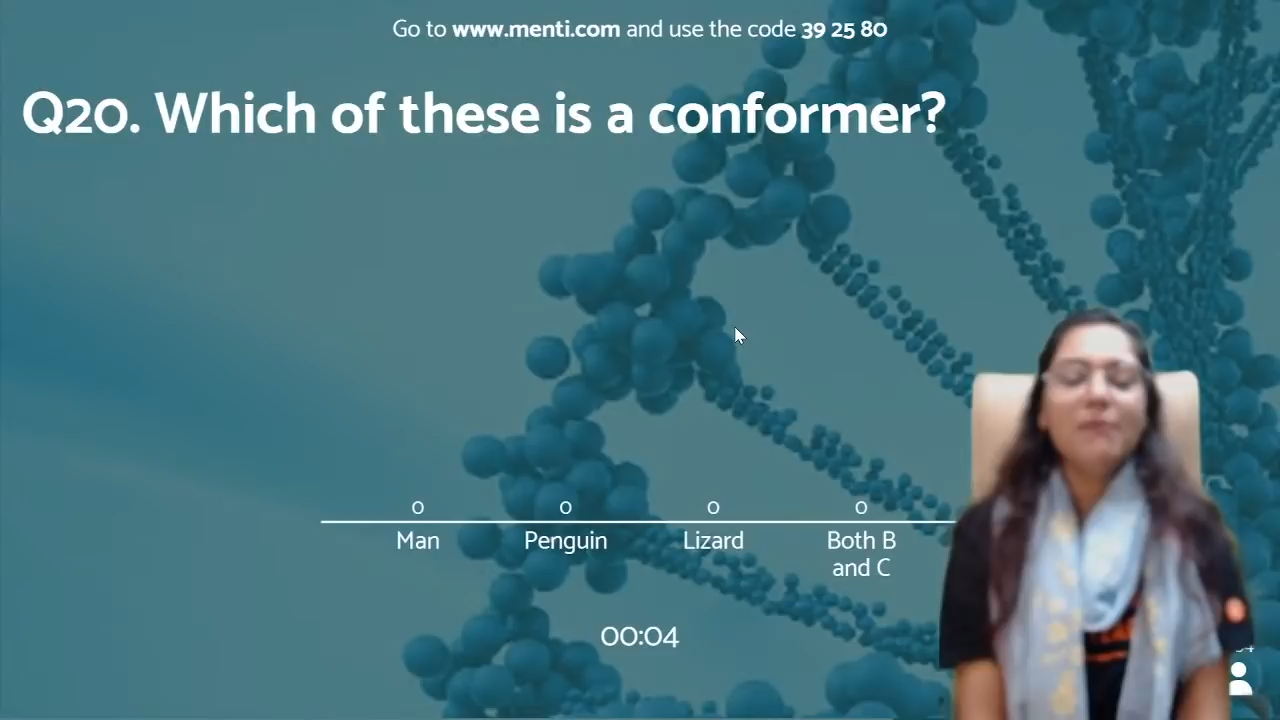 Go to www.menti.com and use the code 39 25 80
Q20. Which of these is a conformer?
0 0 0 0
Man Penguin Lizard Both B
and C
00:04